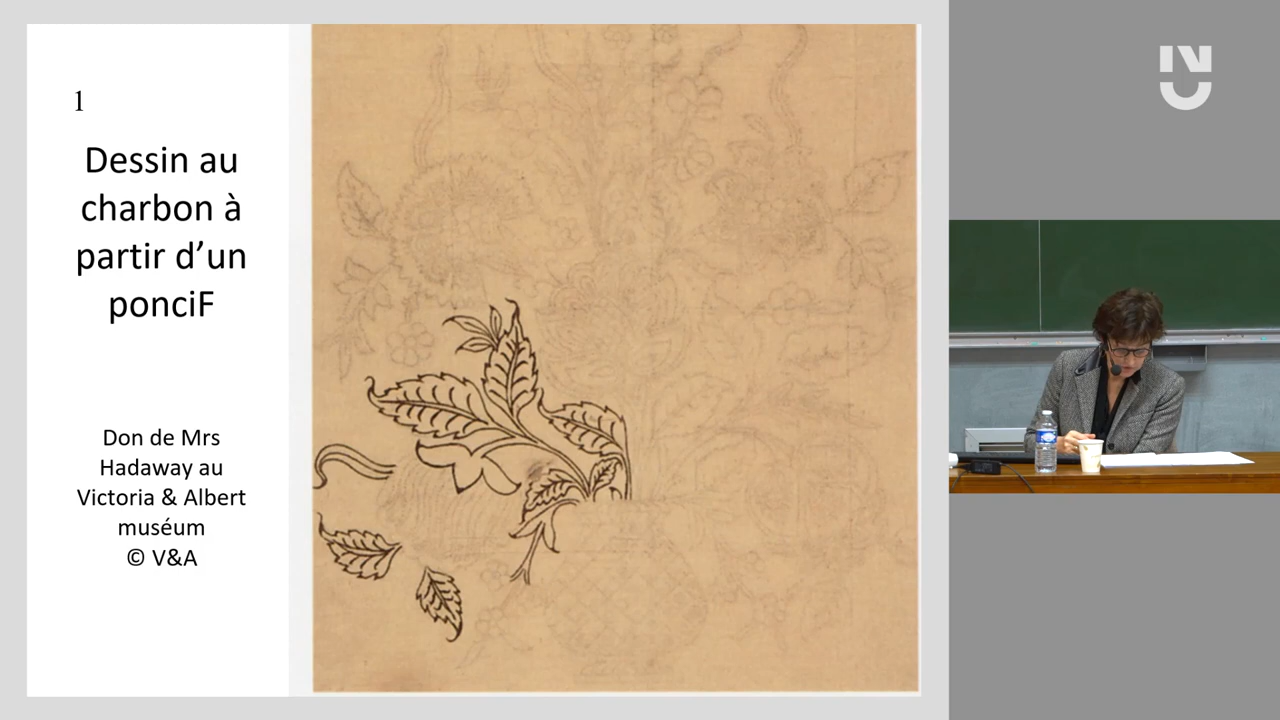 1
Dessin au
charbon à
partir d’un
ponciF
Don de Mrs
Hadaway au
Victoria & Albert
muséum
© V&A